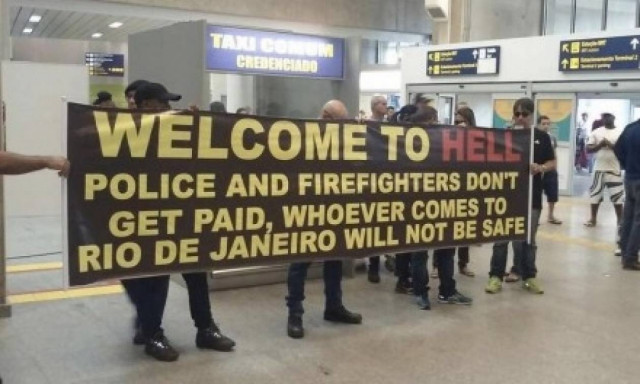 TAXI COMUM
CREDENCIADO
WELCOME TO HELL
POLICE AND FIREFIGHTERS DON'T
GET PAID, WHOEVER COMES TO
RIO DE JANEIRO WILL NOT BE SAFE